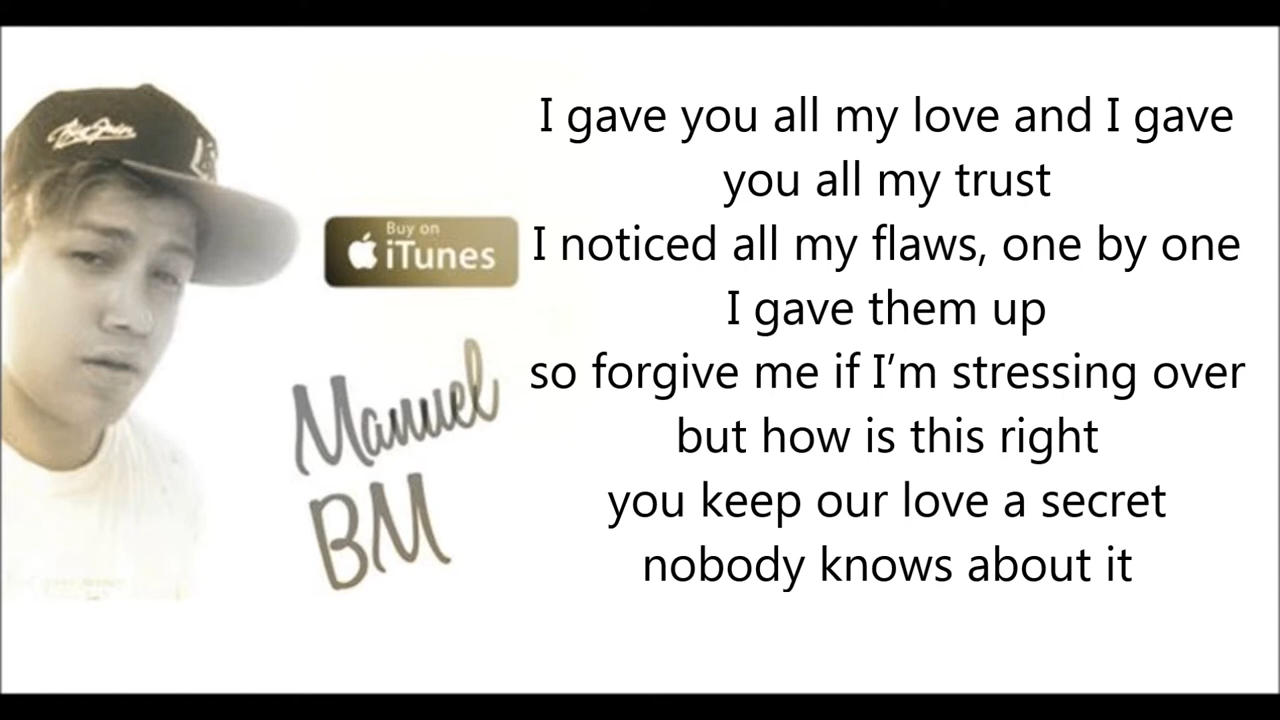 I gave you all my love and I gave
you all my trust
I noticed all my flaws, one by one
I gave them up
so forgive me if I’m stressing over
but how is this right
you keep our love a secret
nobody knows about it
Buy on
iTunes
Manuel
BM